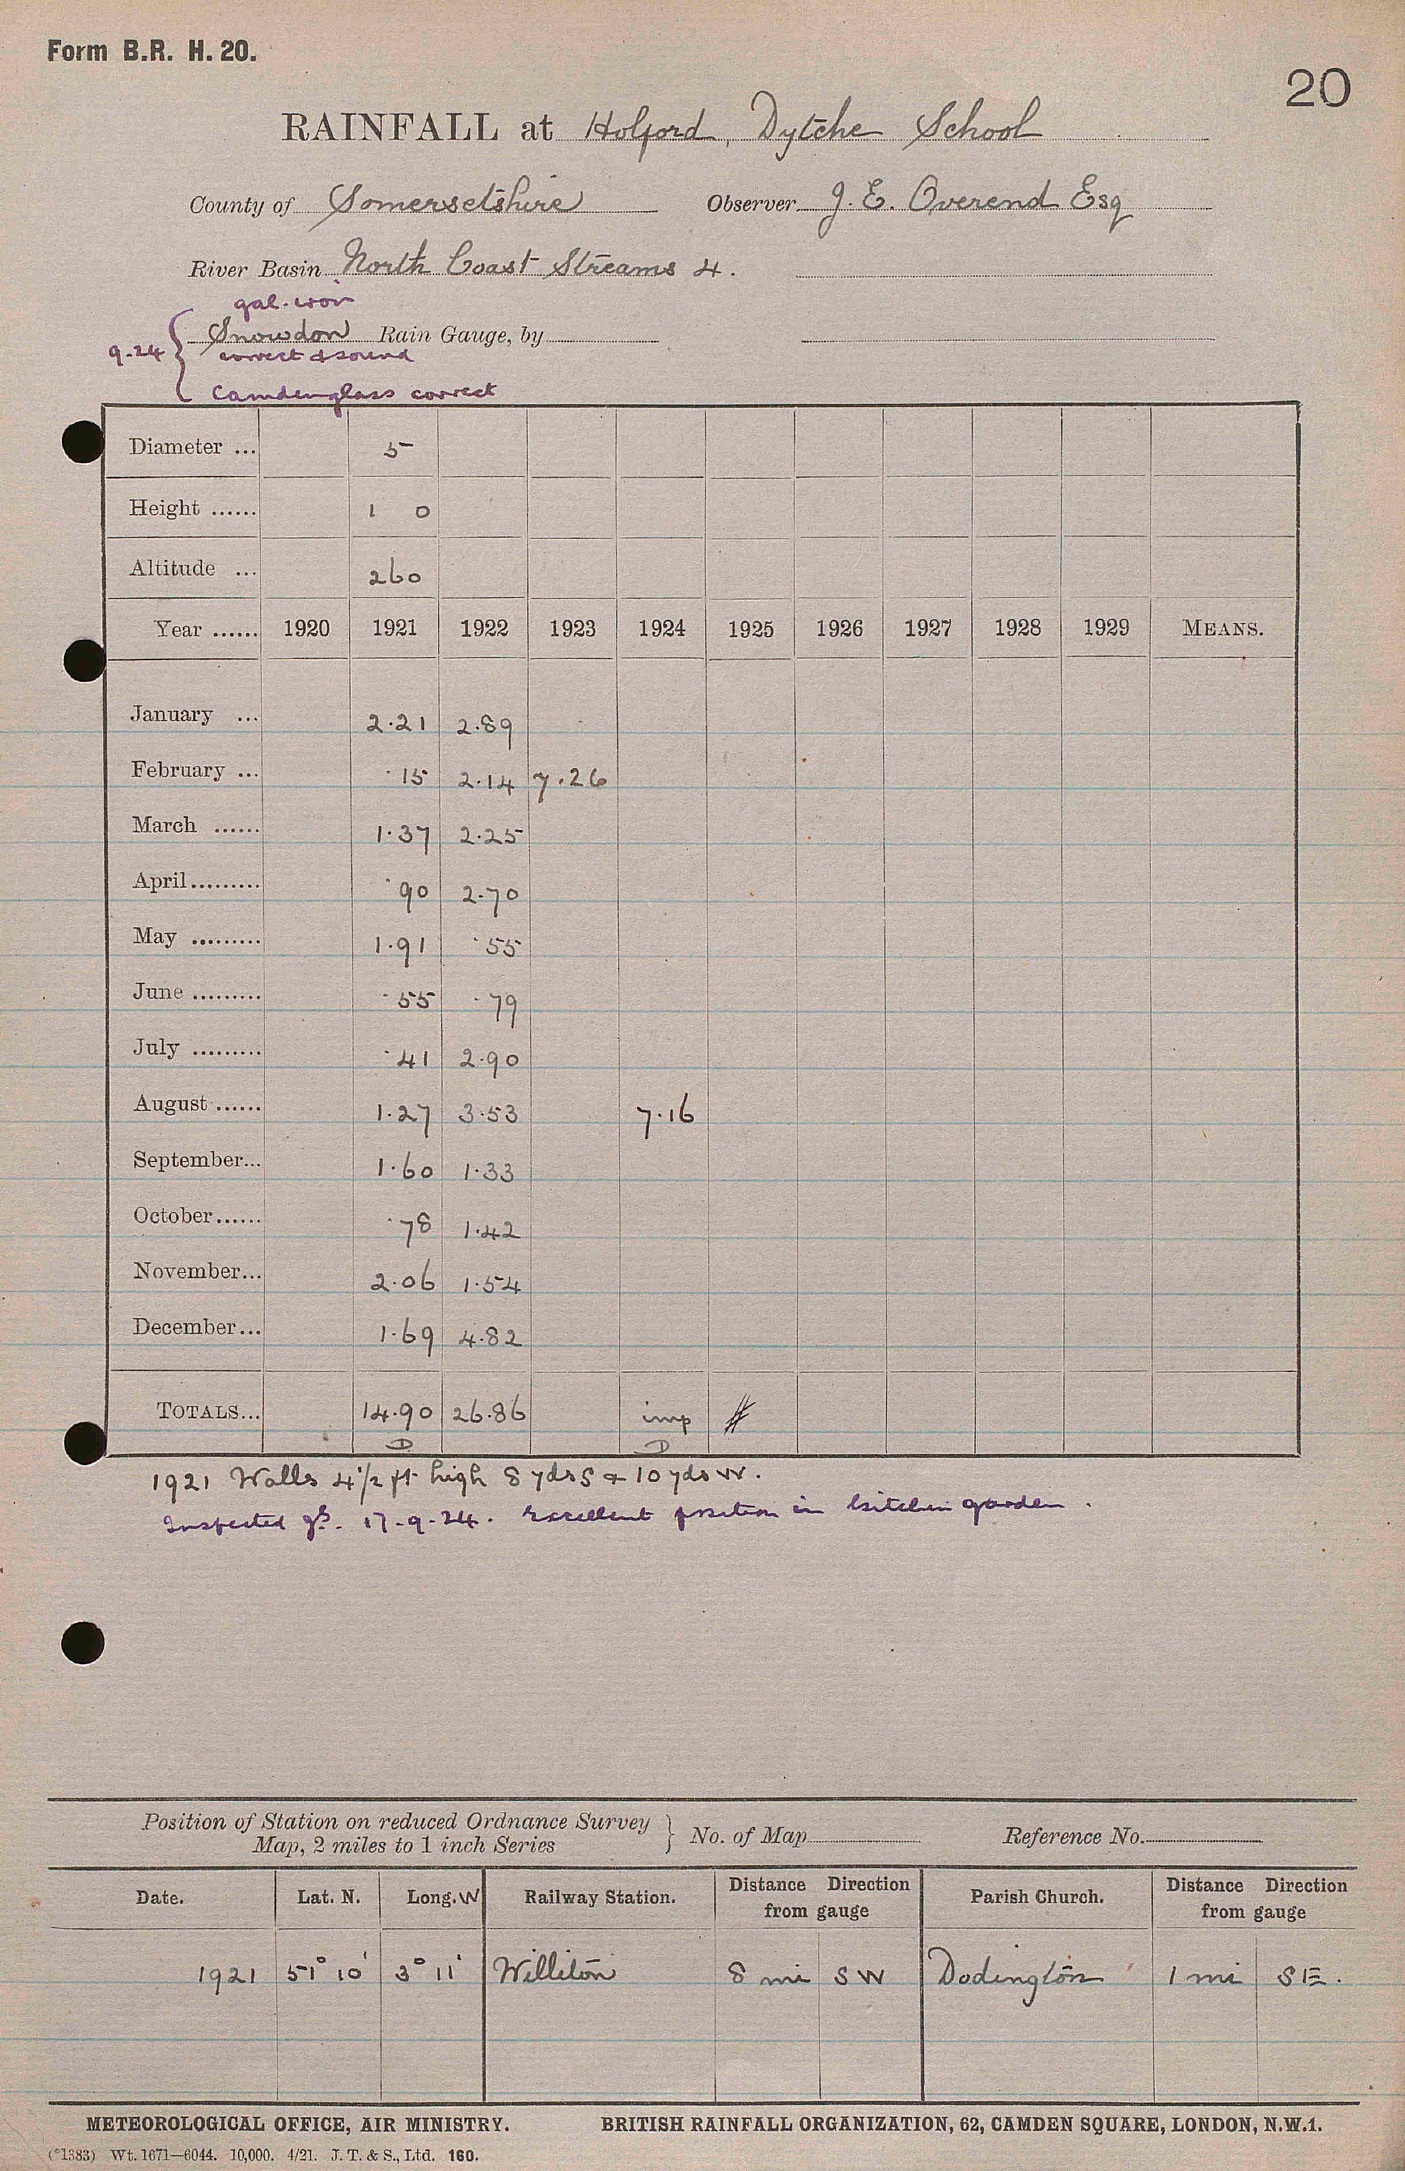 Form B.R. H. 20.
20
RAINFALL at Holford, Dytche School
County of Somersetshire Observer J. E. Overend Esq
River Basin North Coast Streams 4.
gal. iron
9-24 { Snowdon Rain Gauge, by
correct & sound
Camden glass correct
Diameter ... 5
Height ...... 1 0
Altitude ... 260
Year ...... 1920 1921 1922 1923 1924 1925 1926 1927 1928 1929 MEANS.
January ... 2.21 2.89
February ... .15 2.14 7.26
March ...... 1.37 2.25
April......... .90 2.70
May ......... 1.91 .55
June ......... .55 .79
July ......... .41 2.90
August ...... 1.27 3.53 7.16
September... 1.60 1.33
October...... .78 1.42
November... 2.06 1.54
December... 1.69 4.82
TOTALS... 14.90 26.86 imp
D D
1921 Walls 4 1/2 ft high 8 yds S & 10 yds W.
Inspected 17-9-24. Excellent position in kitchen garden.
Position of Station on reduced Ordnance Survey
Map, 2 miles to 1 inch Series } No. of Map Reference No.
Date. Lat. N. Long. W Railway Station. Distance Direction from gauge Parish Church. Distance Direction from gauge
1921 51° 10' 3° 11' Williton 8 mi SW Dodington 1 mi SE.
METEOROLOGICAL OFFICE, AIR MINISTRY. BRITISH RAINFALL ORGANIZATION, 62, CAMDEN SQUARE, LONDON, N.W.1.
(*1383) Wt. 1671—6044. 10,000. 4/21. J. T. & S., Ltd. 160.